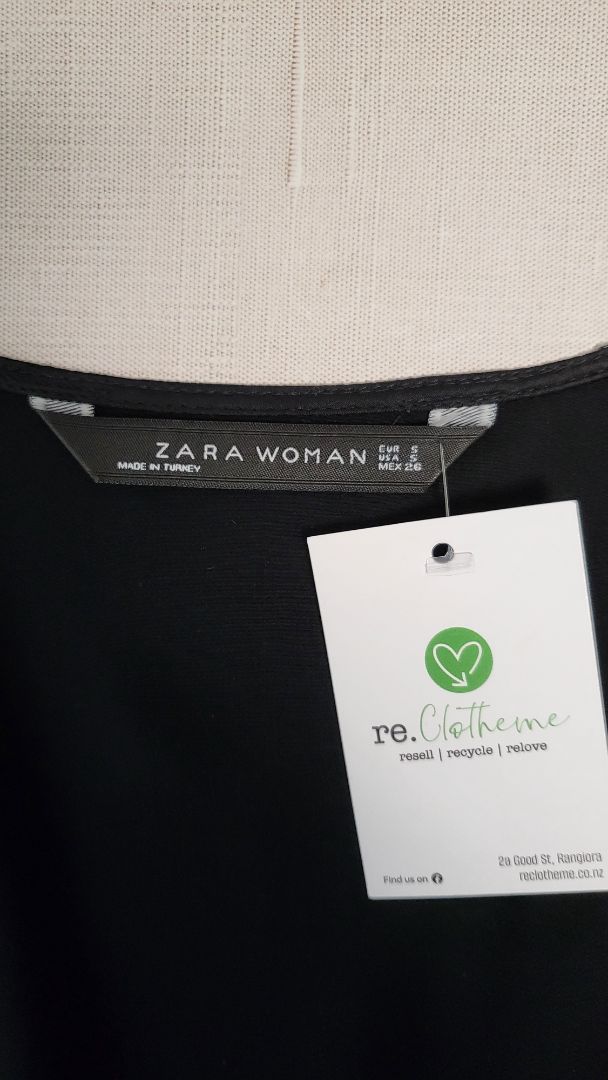 ZARA WOMAN
EUR S
USA S
MEX 26
MADE IN TURKEY
re.Clotheme
resell | recycle | relove
2a Good St, Rangiora
Find us on
reclotheme.co.nz